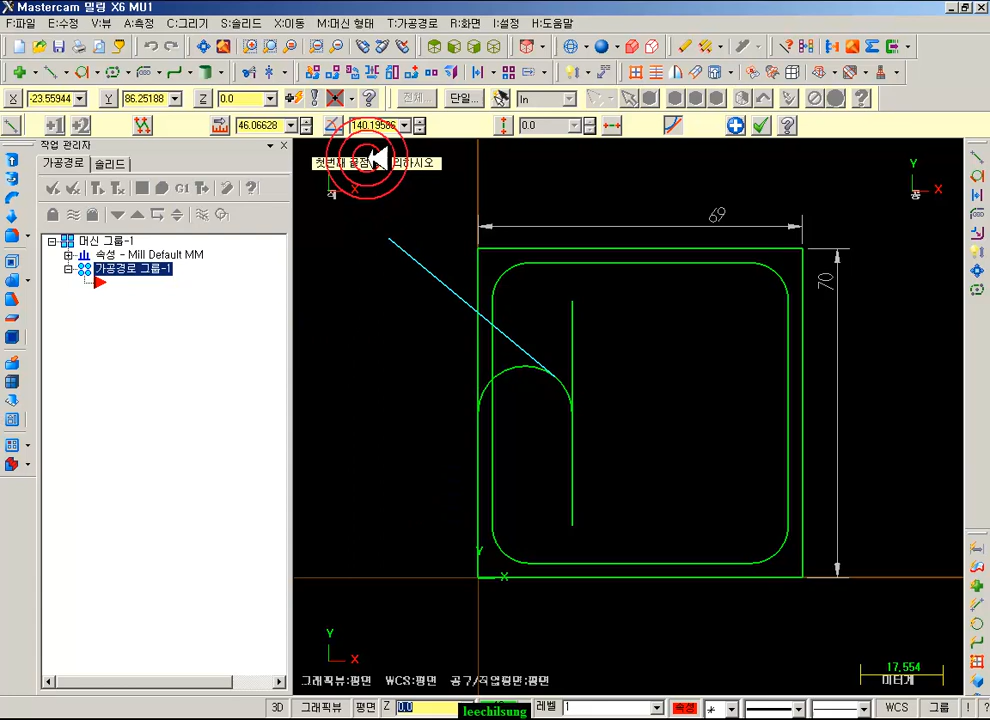 Mastercam 밀링 X6 MU1
F:파일 E:수정 V:뷰 A:측정 C:그리기 S:솔리드 X:이동 M:머신 형태 T:가공경로 R:화면 I:설정 H:도움말
X -23.55944 Y 86.25188 Z 0.0 전체... 단일... In
+1 +2 46.06628 140.19586 0.0
작업 관리자
첫번째 끝점
리하시오
가공경로 솔리드
G1
머신 그룹-1
속성 - Mill Default MM
가공경로 그룹-1
X
Y
X
69
70
Y
X
Y
X
17.554
미터계
그래픽뷰:평면 WCS:평면 공구/작업평면:평면
3D 그래픽뷰 평면 Z 0.0 레벨 1 속성 WCS 그룹
leechilsung